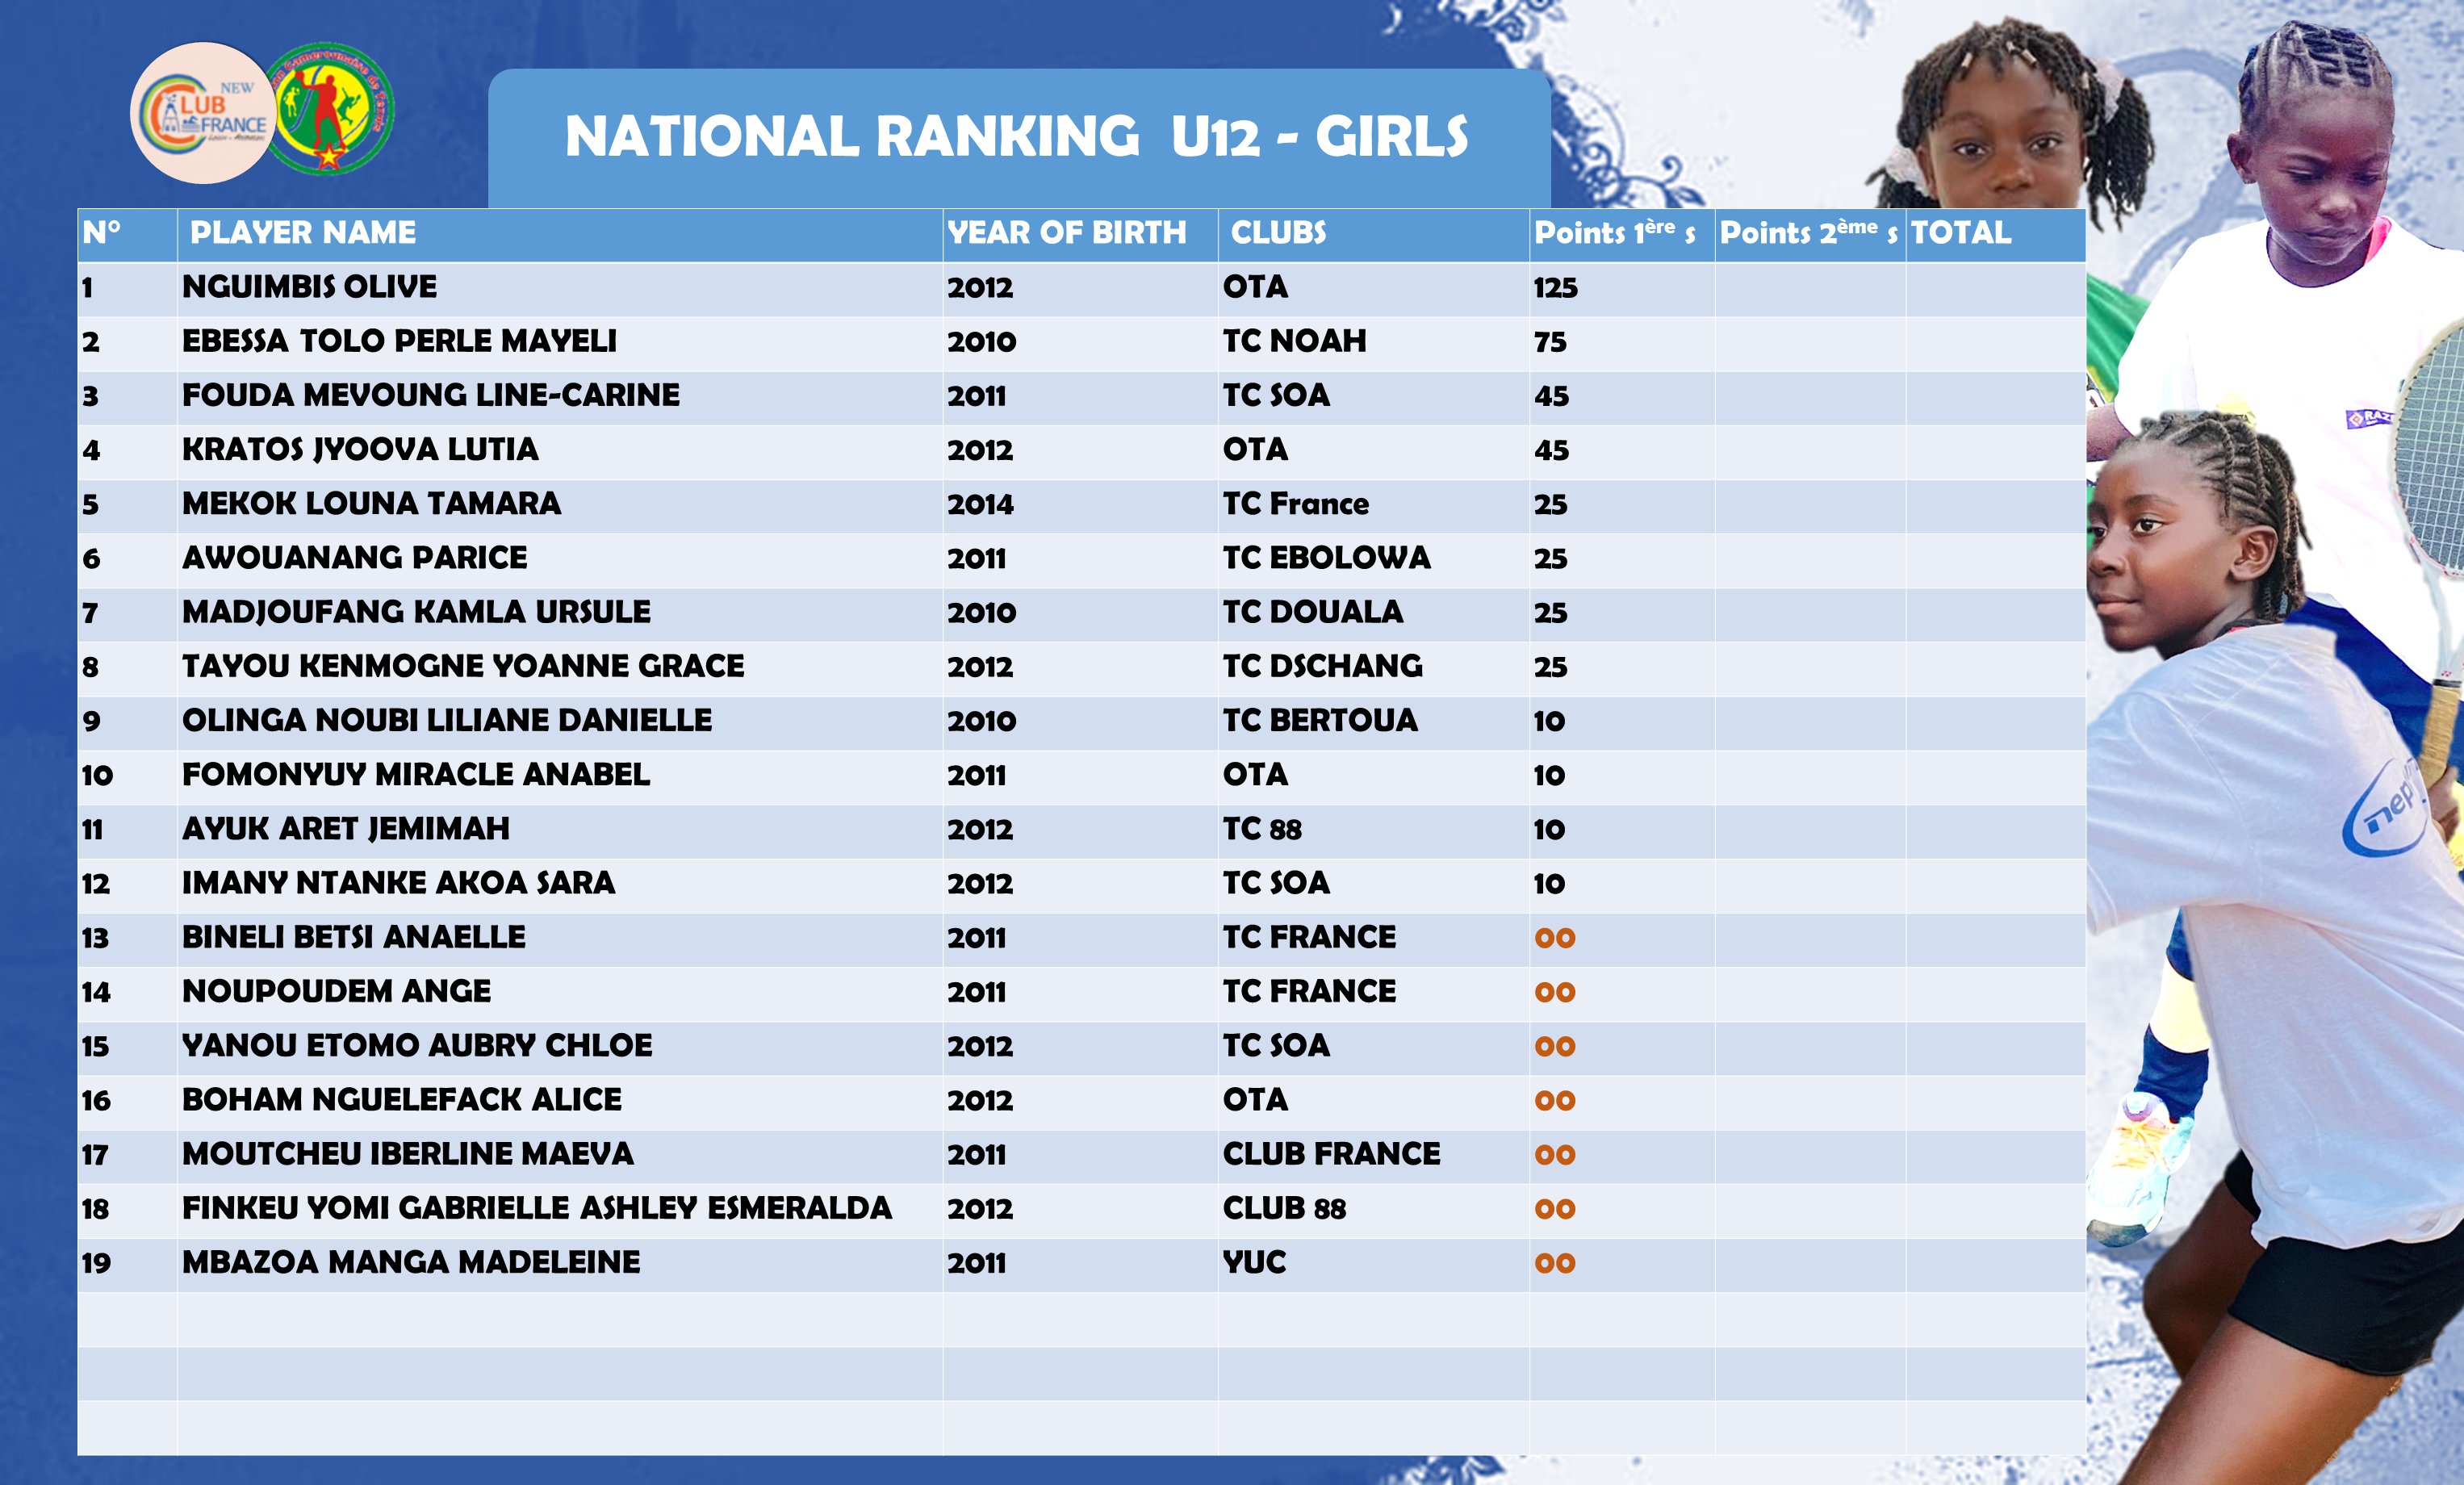 NEW
CLUB
FRANCE
NATIONAL RANKING U12 - GIRLS
N° PLAYER NAME YEAR OF BIRTH CLUBS Points 1ère s Points 2ème s TOTAL
1 NGUIMBIS OLIVE 2012 OTA 125
2 EBESSA TOLO PERLE MAYELI 2010 TC NOAH 75
3 FOUDA MEVOUNG LINE-CARINE 2011 TC SOA 45
4 KRATOS JYOOVA LUTIA 2012 OTA 45
5 MEKOK LOUNA TAMARA 2014 TC France 25
6 AWOUANANG PARICE 2011 TC EBOLOWA 25
7 MADJOUFANG KAMLA URSULE 2010 TC DOUALA 25
8 TAYOU KENMOGNE YOANNE GRACE 2012 TC DSCHANG 25
9 OLINGA NOUBI LILIANE DANIELLE 2010 TC BERTOUA 10
10 FOMONYUY MIRACLE ANABEL 2011 OTA 10
11 AYUK ARET JEMIMAH 2012 TC 88 10
12 IMANY NTANKE AKOA SARA 2012 TC SOA 10
13 BINELI BETSI ANAELLE 2011 TC FRANCE 00
14 NOUPOUDEM ANGE 2011 TC FRANCE 00
15 YANOU ETOMO AUBRY CHLOE 2012 TC SOA 00
16 BOHAM NGUELEFACK ALICE 2012 OTA 00
17 MOUTCHEU IBERLINE MAEVA 2011 CLUB FRANCE 00
18 FINKEU YOMI GABRIELLE ASHLEY ESMERALDA 2012 CLUB 88 00
19 MBAZOA MANGA MADELEINE 2011 YUC 00